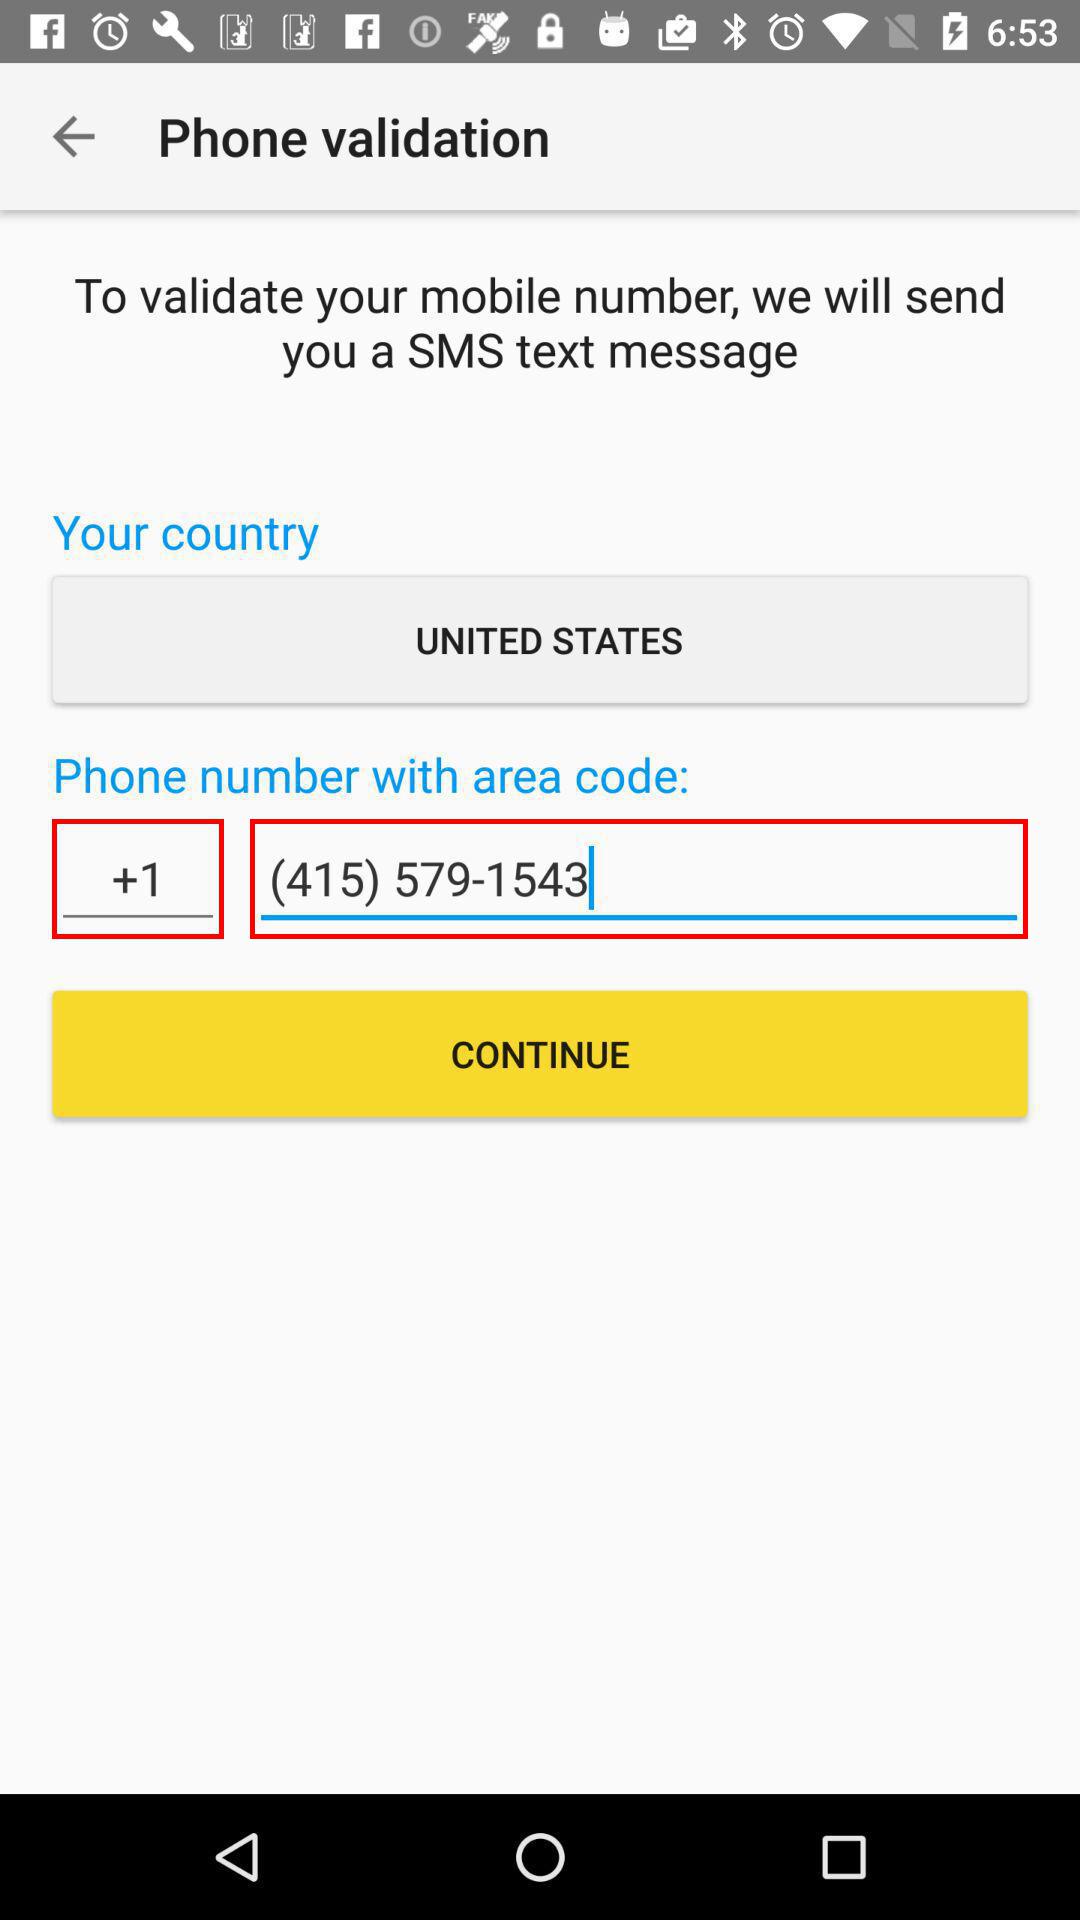 FAKE
6:53
Phone validation
To validate your mobile number, we will send
you a SMS text message
Your country
UNITED STATES
Phone number with area code:
+1 (415) 579-1543
CONTINUE